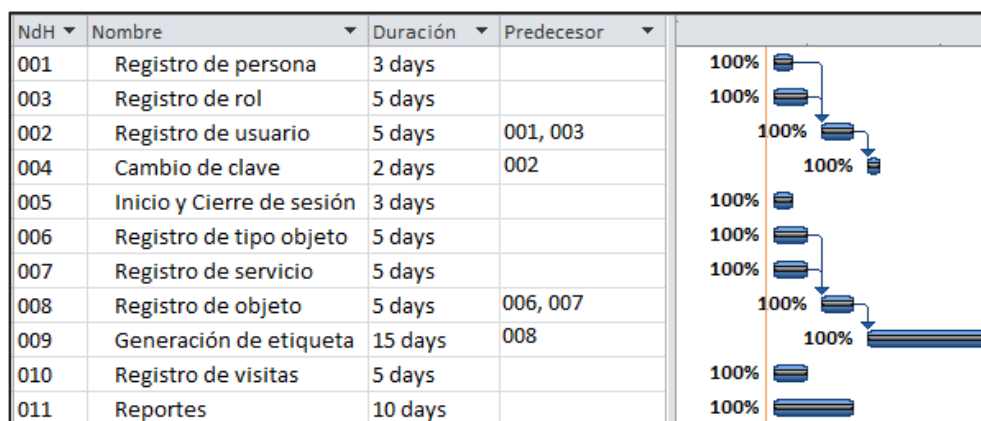 NdH Nombre Duración Predecesor
001 Registro de persona 3 days 100%
003 Registro de rol 5 days 100%
002 Registro de usuario 5 days 001, 003 100%
004 Cambio de clave 2 days 002 100%
005 Inicio y Cierre de sesión 3 days 100%
006 Registro de tipo objeto 5 days 100%
007 Registro de servicio 5 days 100%
008 Registro de objeto 5 days 006, 007 100%
009 Generación de etiqueta 15 days 008 100%
010 Registro de visitas 5 days 100%
011 Reportes 10 days 100%